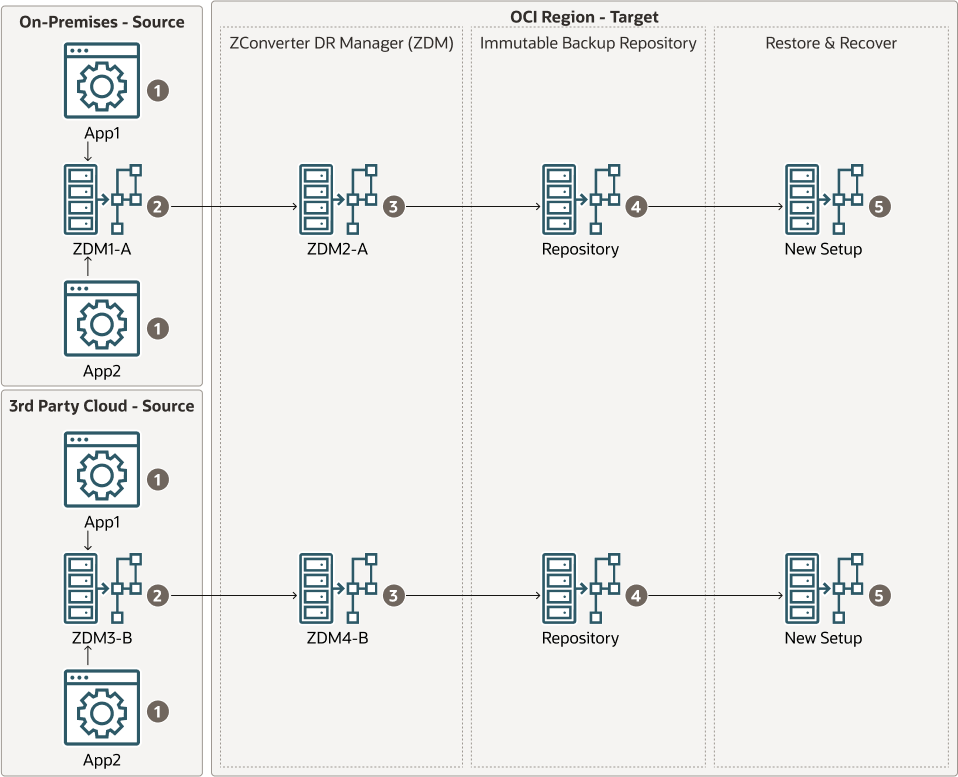 On-Premises - Source
1
App1
2
ZDM1-A
1
App2
3rd Party Cloud - Source
1
App1
2
ZDM3-B
1
App2
OCI Region - Target
ZConverter DR Manager (ZDM)
Immutable Backup Repository
Restore & Recover
3
ZDM2-A
4
Repository
5
New Setup
3
ZDM4-B
4
Repository
5
New Setup